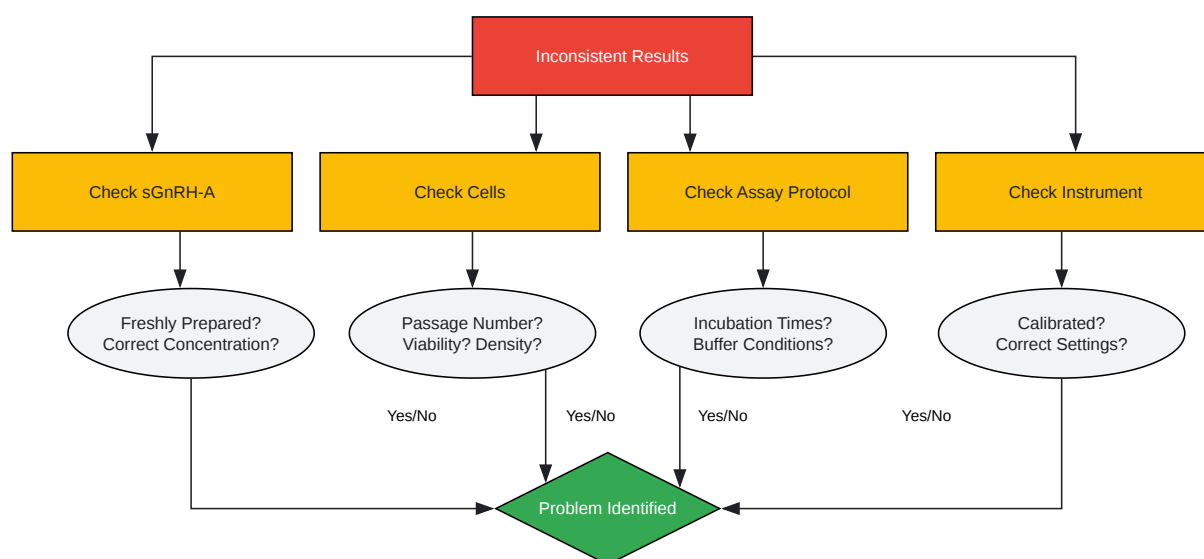 Inconsistent Results
Check sGnRH-A
Check Cells
Check Assay Protocol
Check Instrument
Freshly Prepared?
Correct Concentration?
Passage Number?
Viability? Density?
Incubation Times?
Buffer Conditions?
Calibrated?
Correct Settings?
Yes/No
Yes/No
Yes/No
Yes/No
Problem Identified